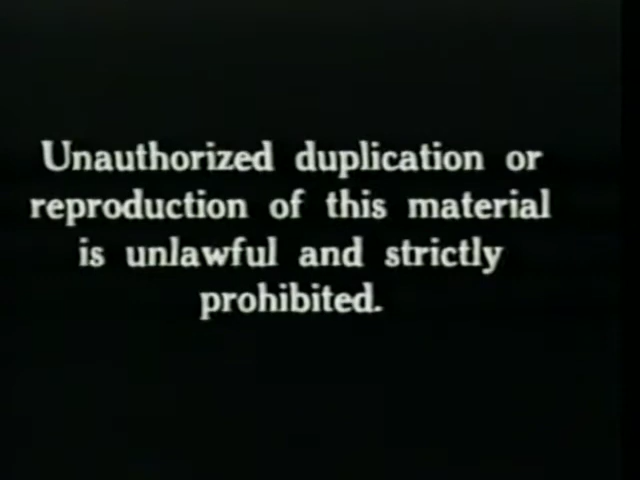 Unauthorized duplication or
reproduction of this material
is unlawful and strictly
prohibited.